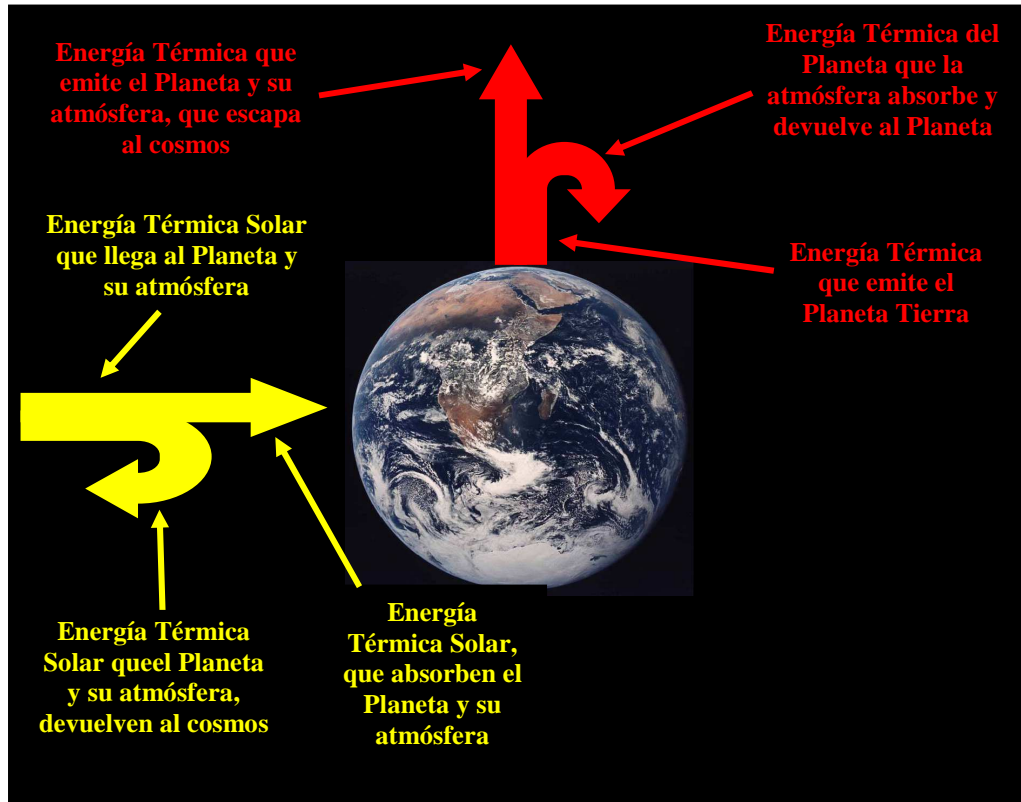 Energía Térmica que
emite el Planeta y su
atmósfera, que escapa
al cosmos
Energía Térmica del
Planeta que la
atmósfera absorbe y
devuelve al Planeta
Energía Térmica Solar
que llega al Planeta y
su atmósfera
Energía Térmica
que emite el
Planeta Tierra
Energía Térmica
Solar queel Planeta
y su atmósfera,
devuelven al cosmos
Energía
Térmica Solar,
que absorben el
Planeta y su
atmósfera